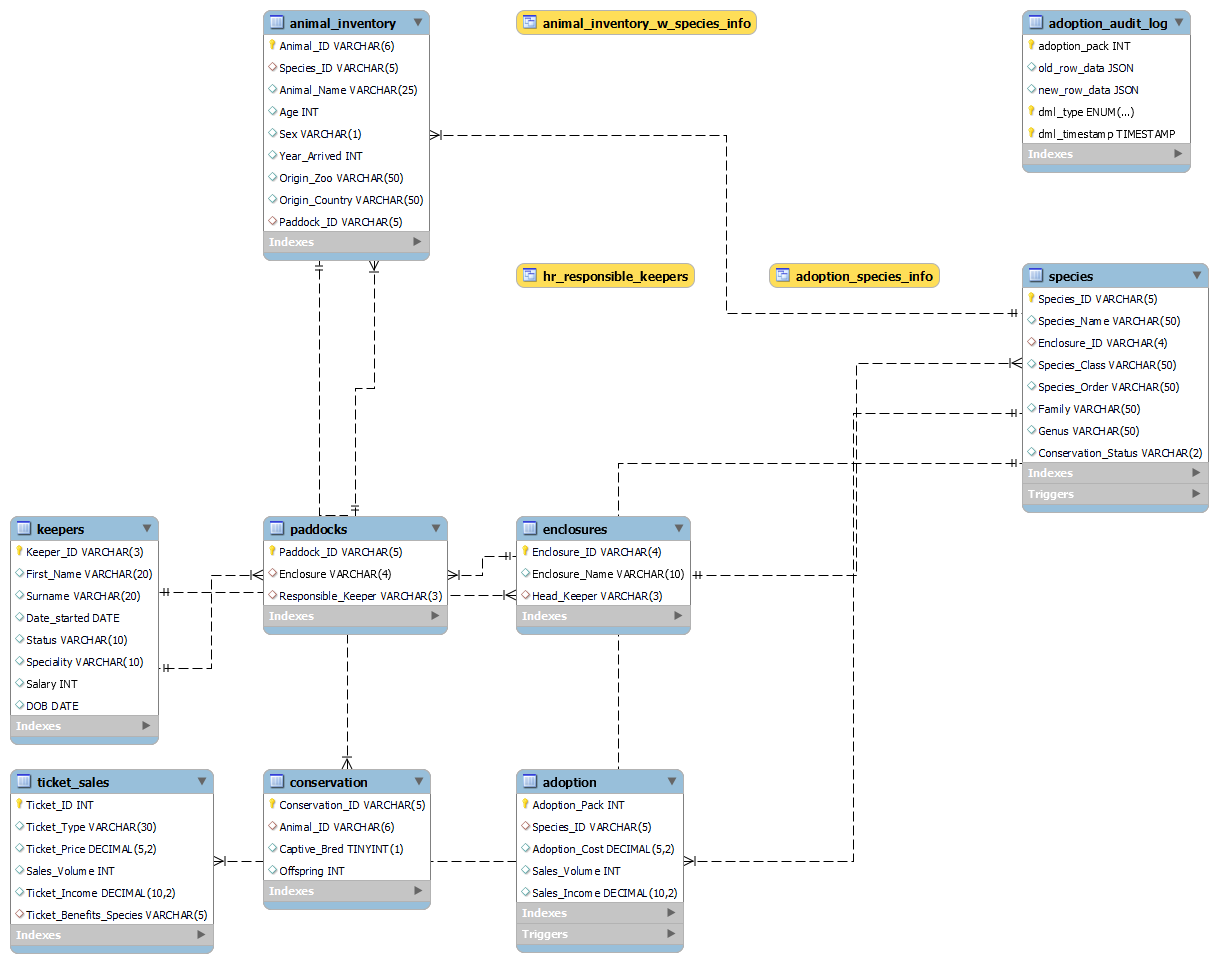 animal_inventory
Animal_ID VARCHAR(6)
Species_ID VARCHAR(5)
Animal_Name VARCHAR(25)
Age INT
Sex VARCHAR(1)
Year_Arrived INT
Origin_Zoo VARCHAR(50)
Origin_Country VARCHAR(50)
Paddock_ID VARCHAR(5)
Indexes
animal_inventory_w_species_info
adoption_audit_log
adoption_pack INT
old_row_data JSON
new_row_data JSON
dml_type ENUM(...)
dml_timestamp TIMESTAMP
Indexes
hr_responsible_keepers
adoption_species_info
species
Species_ID VARCHAR(5)
Species_Name VARCHAR(50)
Enclosure_ID VARCHAR(4)
Species_Class VARCHAR(50)
Species_Order VARCHAR(50)
Family VARCHAR(50)
Genus VARCHAR(50)
Conservation_Status VARCHAR(2)
Indexes
Triggers
keepers
Keeper_ID VARCHAR(3)
First_Name VARCHAR(20)
Surname VARCHAR(20)
Date_started DATE
Status VARCHAR(10)
Speciality VARCHAR(10)
Salary INT
DOB DATE
Indexes
paddocks
Paddock_ID VARCHAR(5)
Enclosure VARCHAR(4)
Responsible_Keeper VARCHAR(3)
Indexes
enclosures
Enclosure_ID VARCHAR(4)
Enclosure_Name VARCHAR(10)
Head_Keeper VARCHAR(3)
Indexes
ticket_sales
Ticket_ID INT
Ticket_Type VARCHAR(30)
Ticket_Price DECIMAL(5,2)
Sales_Volume INT
Ticket_Income DECIMAL(10,2)
Ticket_Benefits_Species VARCHAR(5)
Indexes
conservation
Conservation_ID VARCHAR(5)
Animal_ID VARCHAR(6)
Captive_Bred TINYINT(1)
Offspring INT
Indexes
adoption
Adoption_Pack INT
Species_ID VARCHAR(5)
Adoption_Cost DECIMAL(5,2)
Sales_Volume INT
Sales_Income DECIMAL(10,2)
Indexes
Triggers